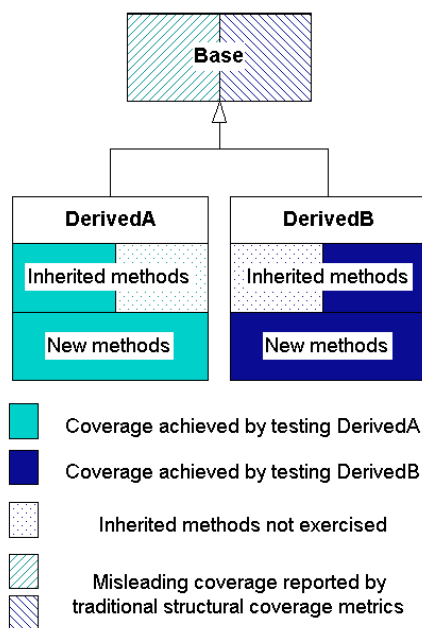 Base
DerivedA
DerivedB
Inherited methods
Inherited methods
New methods
New methods
Coverage achieved by testing DerivedA
Coverage achieved by testing DerivedB
Inherited methods not exercised
Misleading coverage reported by
traditional structural coverage metrics